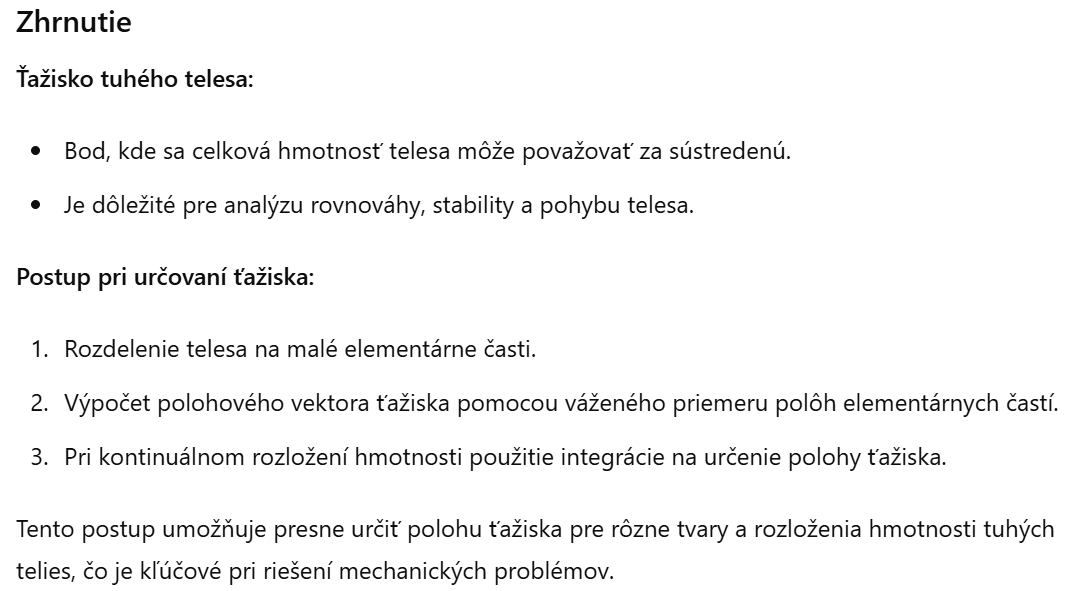 Zhrnutie
Ťažisko tuhého telesa:
• Bod, kde sa celková hmotnosť telesa môže považovať za sústredenú.
• Je dôležité pre analýzu rovnováhy, stability a pohybu telesa.
Postup pri určovaní ťažiska:
1. Rozdelenie telesa na malé elementárne časti.
2. Výpočet polohového vektora ťažiska pomocou váženého priemeru polôh elementárnych častí.
3. Pri kontinuálnom rozložení hmotnosti použitie integrácie na určenie polohy ťažiska.
Tento postup umožňuje presne určiť polohu ťažiska pre rôzne tvary a rozloženia hmotnosti tuhých
telies, čo je kľúčové pri riešení mechanických problémov.